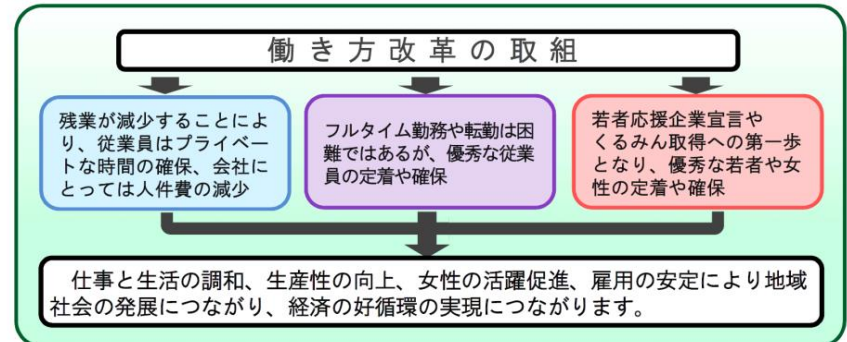 働き方改革の取組
残業が減少することによ
り、従業員はプライベー
トな時間の確保、会社に
とっては人件費の減少
フルタイム勤務や転勤は困
難ではあるが、優秀な従業
員の定着や確保
若者応援企業宣言や
くるみん取得への第一歩
となり、優秀な若者や女
性の定着や確保
仕事と生活の調和、生産性の向上、女性の活躍促進、雇用の安定により地域
社会の発展につながり、経済の好循環の実現につながります。